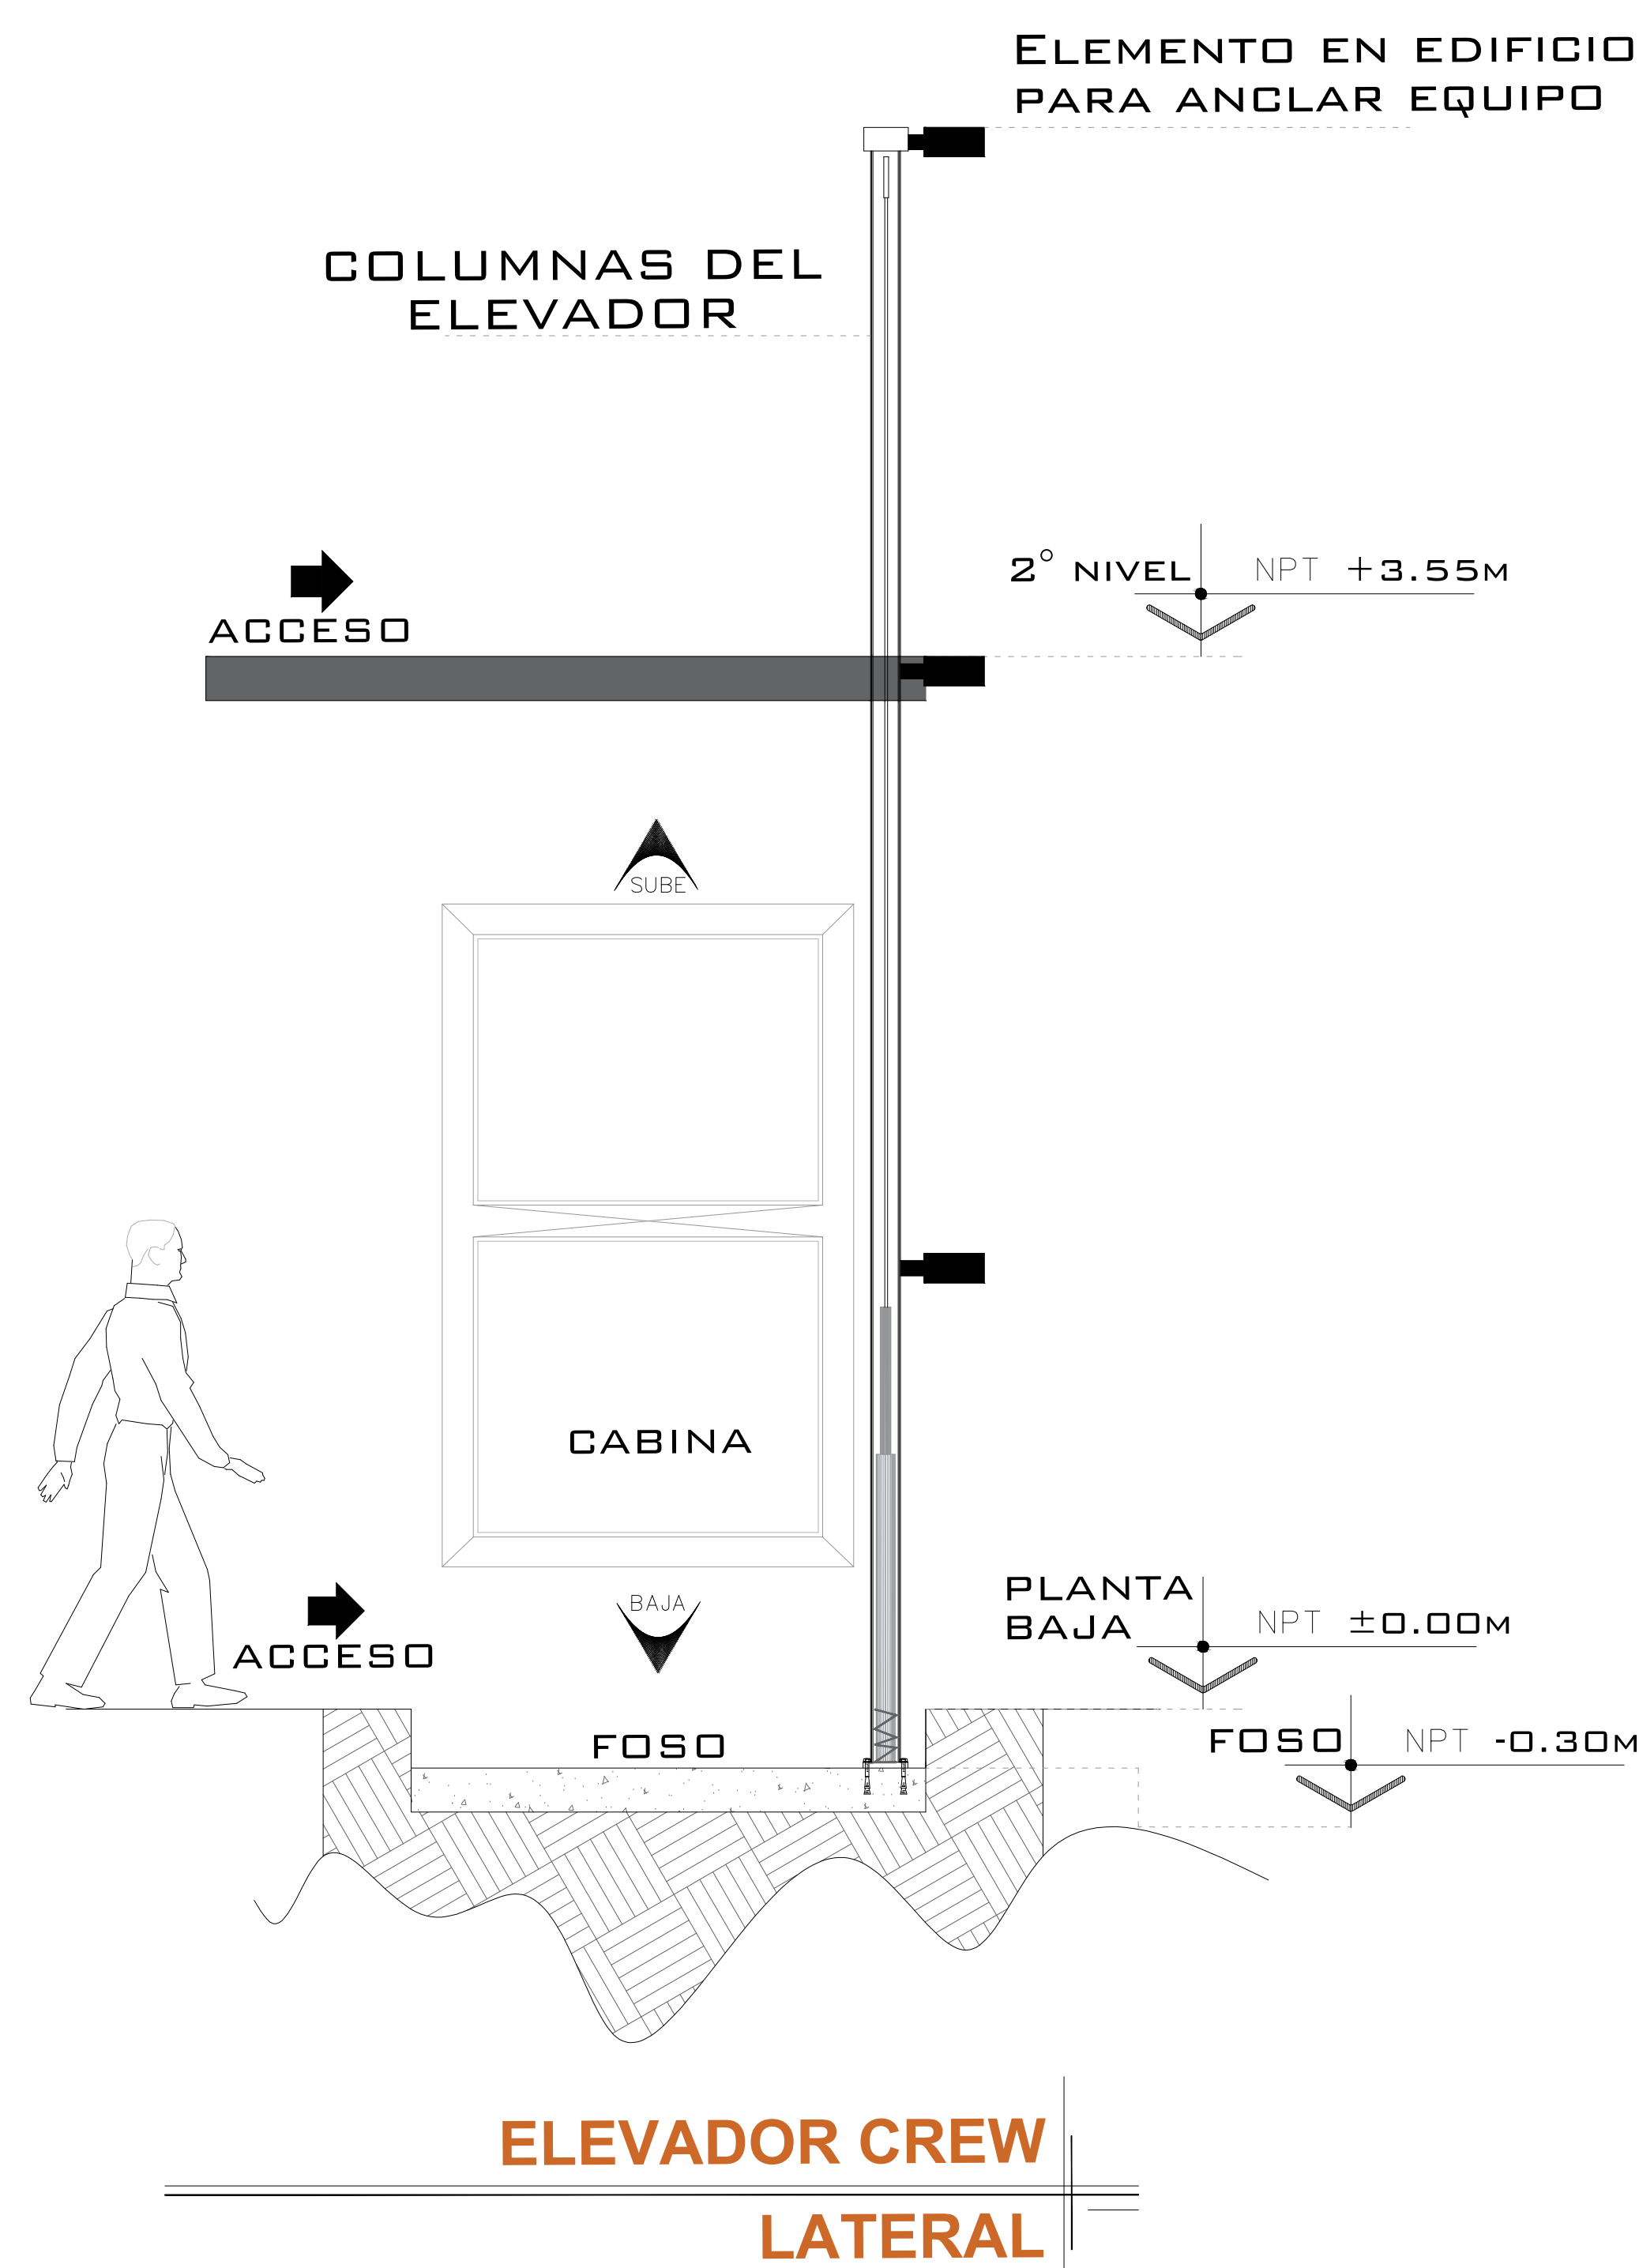 ELEMENTO EN EDIFICIO
PARA ANCLAR EQUIPO
COLUMNAS DEL
ELEVADOR
2° NIVEL NPT +3.55M
ACCESO
SUBE
CABINA
BAJA
PLANTA
BAJA
NPT ±0.00M
ACCESO
FOSO
FOSO NPT -0.30M
ELEVADOR CREW
LATERAL